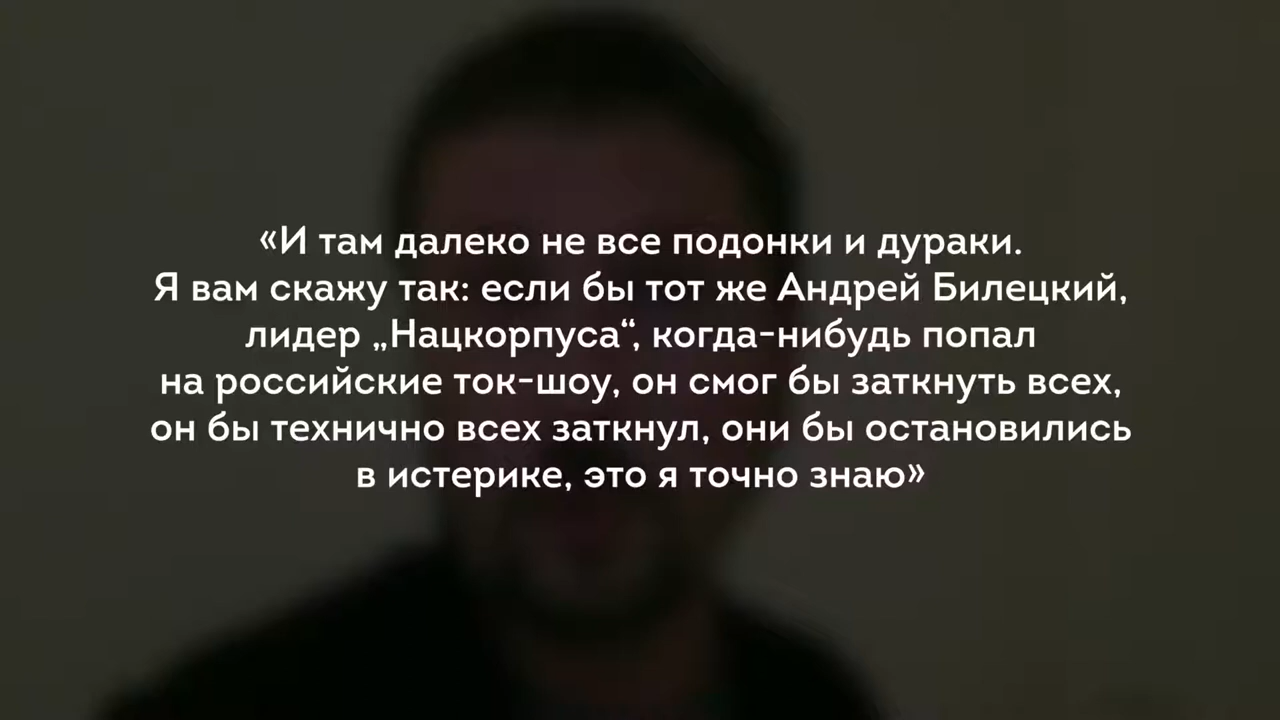 «И там далеко не все подонки и дураки.
Я вам скажу так: если бы тот же Андрей Билецкий,
лидер „Нацкорпуса“, когда-нибудь попал
на российские ток-шоу, он смог бы заткнуть всех,
он бы технично всех заткнул, они бы остановились
в истерике, это я точно знаю»